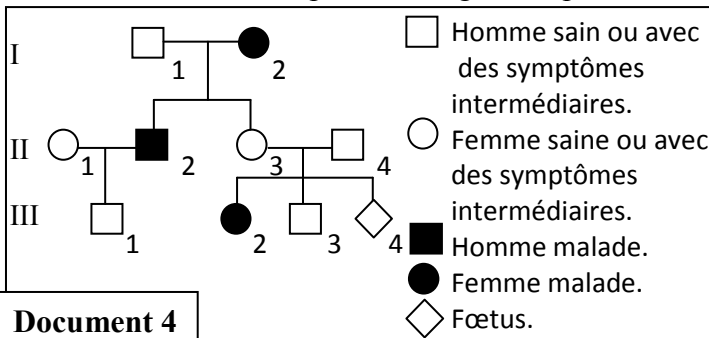 I
1
2
II
1
2
3
4
III
1
2
3
4
Homme sain ou avec
des symptômes
intermédiaires.
Femme saine ou avec
des symptômes
intermédiaires.
Homme malade.
Femme malade.
Fœtus.
Document 4